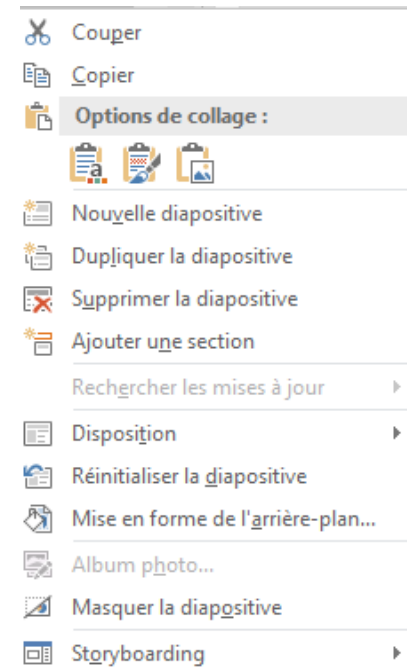 Couper
Copier
Options de collage :
a
Nouvelle diapositive
Dupliquer la diapositive
Supprimer la diapositive
Ajouter une section
Rechercher les mises à jour
Disposition
Réinitialiser la diapositive
Mise en forme de l'arrière-plan...
Album photo...
Masquer la diapositive
Storyboarding